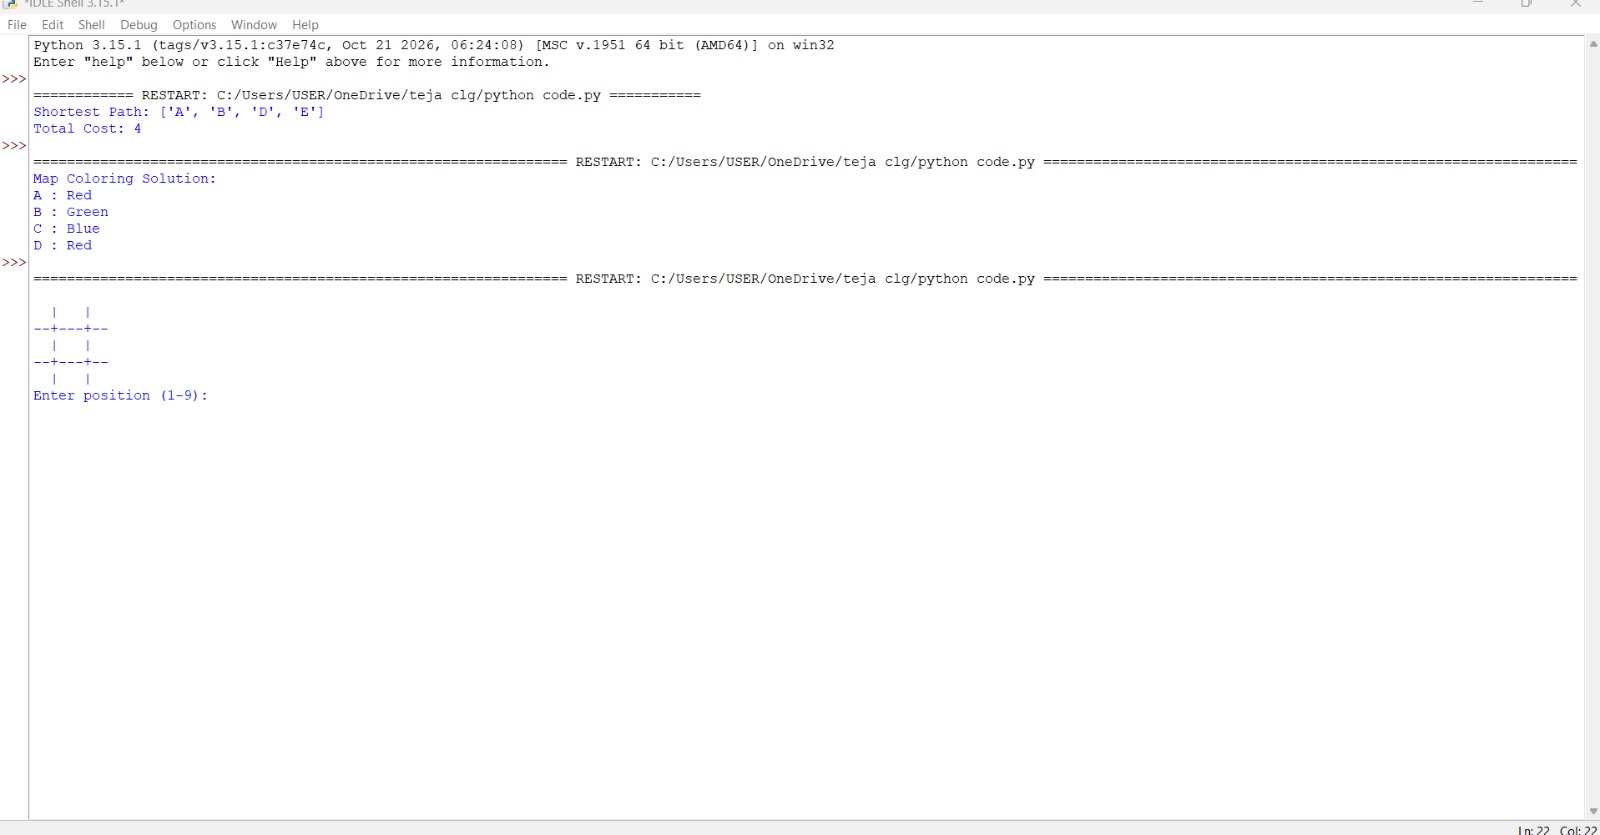 *IDLE Shell 3.15.1*
File Edit Shell Debug Options Window Help
Python 3.15.1 (tags/v3.15.1:c37e74c, Oct 21 2026, 06:24:08) [MSC v.1951 64 bit (AMD64)] on win32
Enter "help" below or click "Help" above for more information.
>>>
============ RESTART: C:/Users/USER/OneDrive/teja clg/python code.py ===========
Shortest Path: ['A', 'B', 'D', 'E']
Total Cost: 4
>>>
================================================================ RESTART: C:/Users/USER/OneDrive/teja clg/python code.py ================================================================
Map Coloring Solution:
A : Red
B : Green
C : Blue
D : Red
>>>
================================================================ RESTART: C:/Users/USER/OneDrive/teja clg/python code.py ================================================================
  |   |
--+---+--
  |   |
--+---+--
  |   |
Enter position (1-9):
Ln: 22 Col: 22